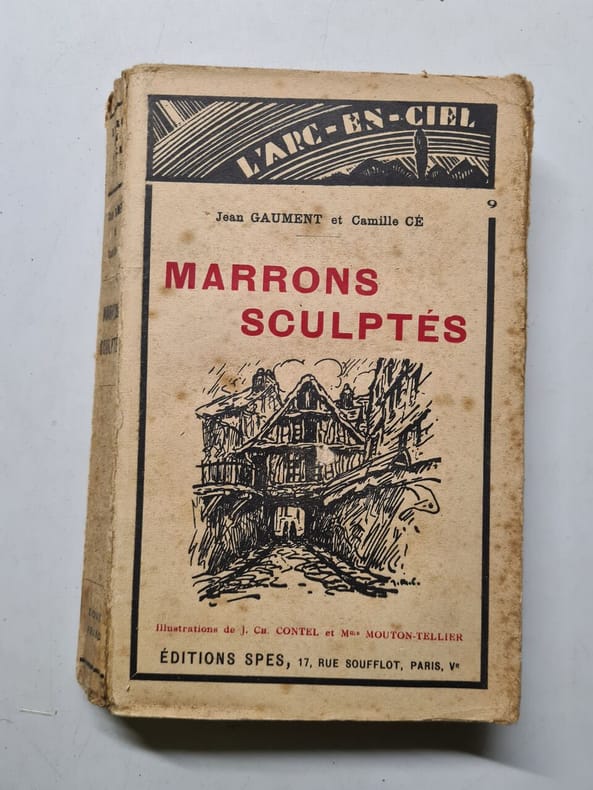 L'ARC-EN-CIEL
9
Jean GAUMENT et Camille CÉ
MARRONS
SCULPTÉS
Illustrations de J. CH. CONTEL et Mme MOUTON-TELLIER
ÉDITIONS SPES, 17, RUE SOUFFLOT, PARIS, Ve